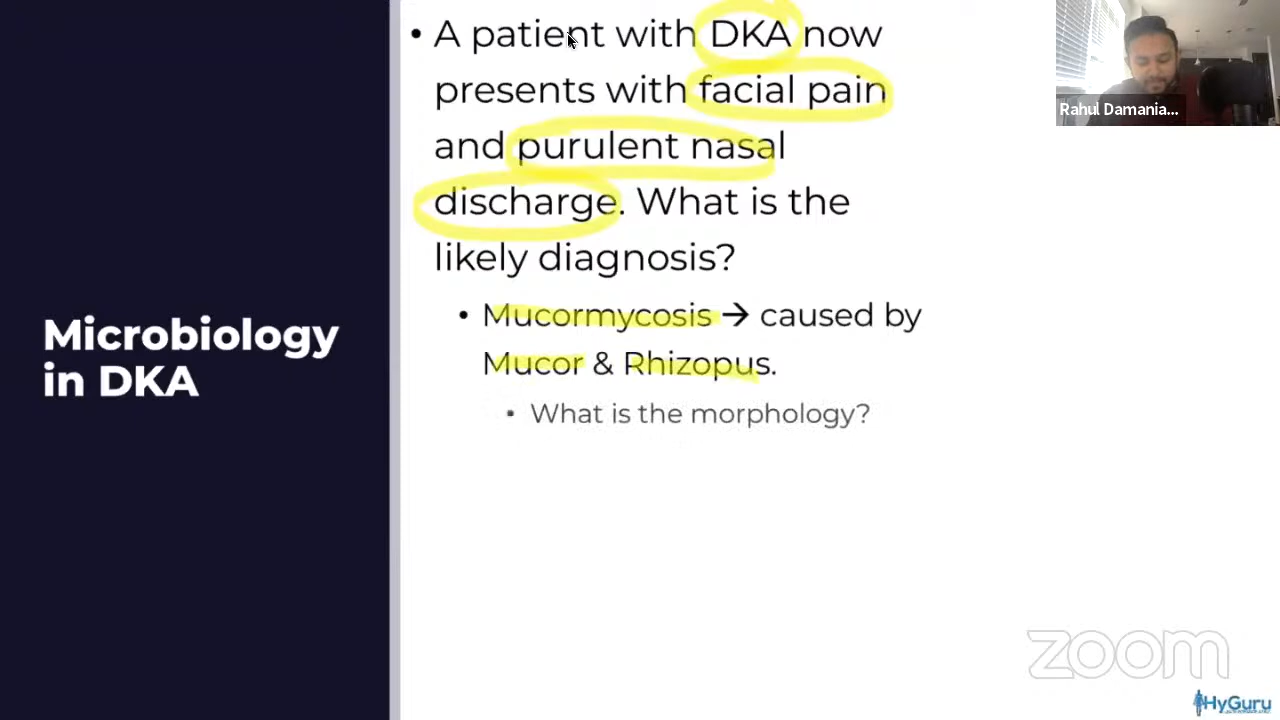 • A patient with DKA now
presents with facial pain
and purulent nasal
discharge. What is the
likely diagnosis?
• Mucormycosis → caused by
Mucor & Rhizopus.
• What is the morphology?
Microbiology
in DKA
Rahul Damania...
zoom
HyGuru